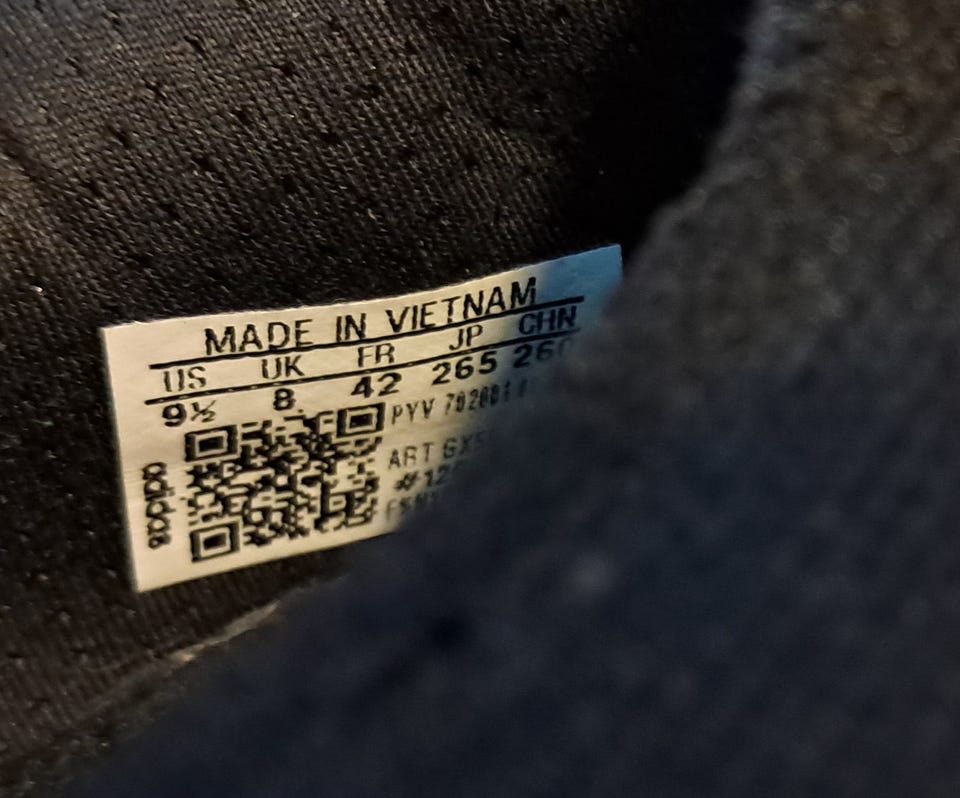 MADE IN VIETNAM
US UK FR JP CHN
9½ 8 42 265 260
PYV
ART
adidas